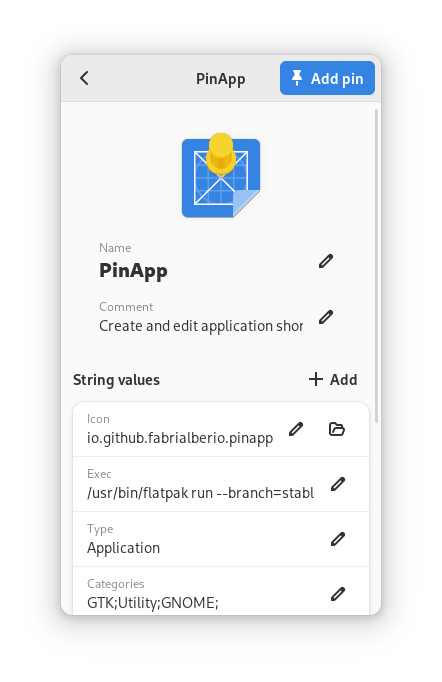 PinApp
Add pin
Name
PinApp
Comment
Create and edit application shor
String values
Add
Icon
io.github.fabrialberio.pinapp
Exec
/usr/bin/flatpak run --branch=stabl
Type
Application
Categories
GTK;Utility;GNOME;